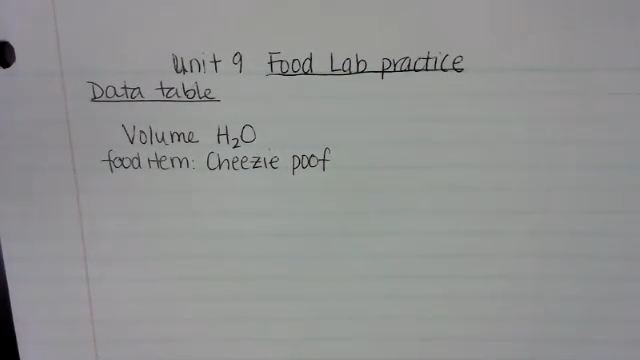 Unit 9 Food Lab practice
Data table
Volume H₂O
food Item: Cheezie poof